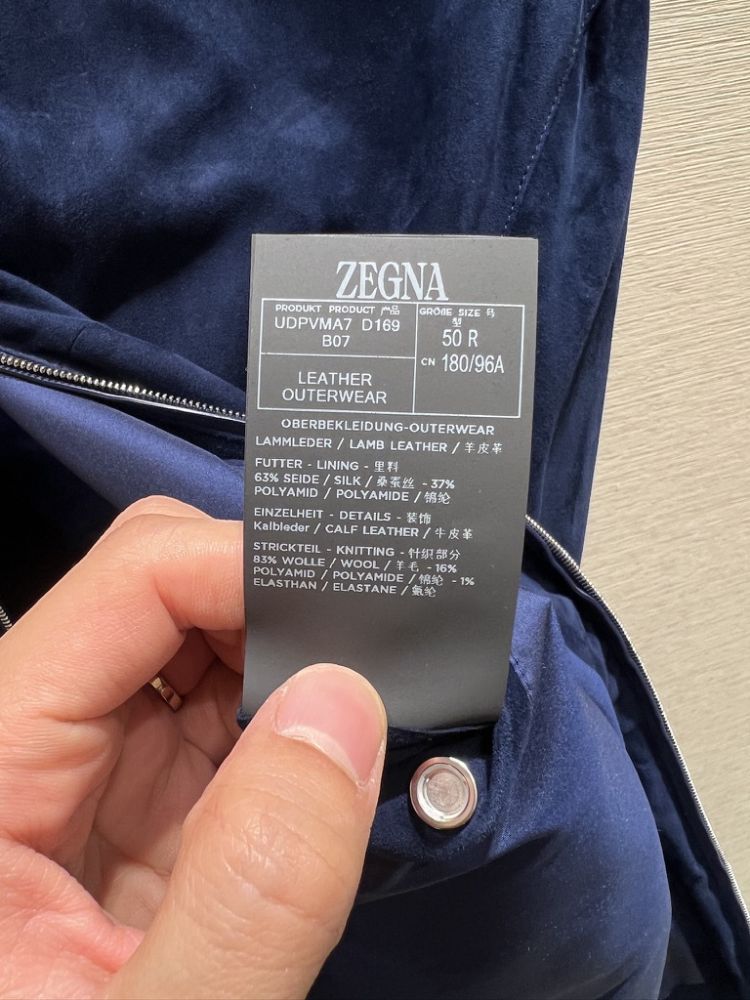 ZEGNA
PRODUKT PRODUCT 产品
UDPVMA7 D169
B07
GRÖßE SIZE 号
型
50 R
CN 180/96A
LEATHER
OUTERWEAR
OBERBEKLEIDUNG-OUTERWEAR
LAMMLEDER / LAMB LEATHER / 羊皮革
FUTTER - LINING - 里料
63% SEIDE / SILK / 桑蚕丝 - 37%
POLYAMID / POLYAMIDE / 锦纶
EINZELHEIT - DETAILS - 装饰
Kalbleder / CALF LEATHER / 牛皮革
STRICKTEIL - KNITTING - 针织部分
83% WOLLE / WOOL / 羊毛 - 16%
POLYAMID / POLYAMIDE / 锦纶 - 1%
ELASTHAN / ELASTANE / 氨纶